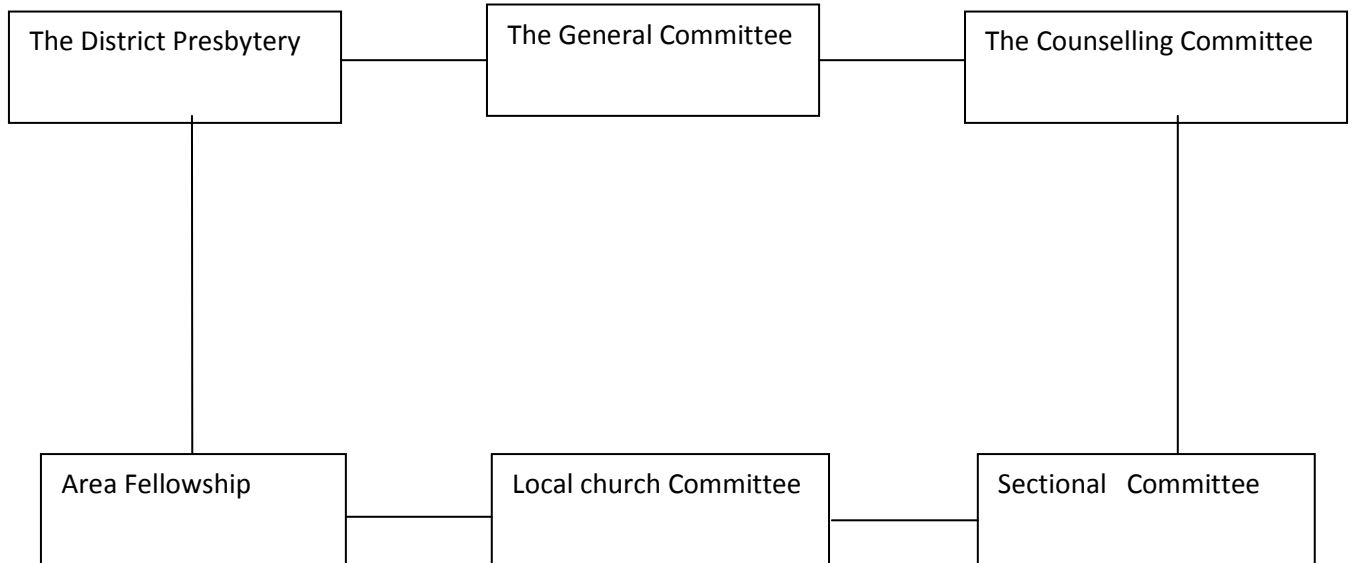 The District Presbytery
The General Committee
The Counselling Committee
Area Fellowship
Local church Committee
Sectional Committee